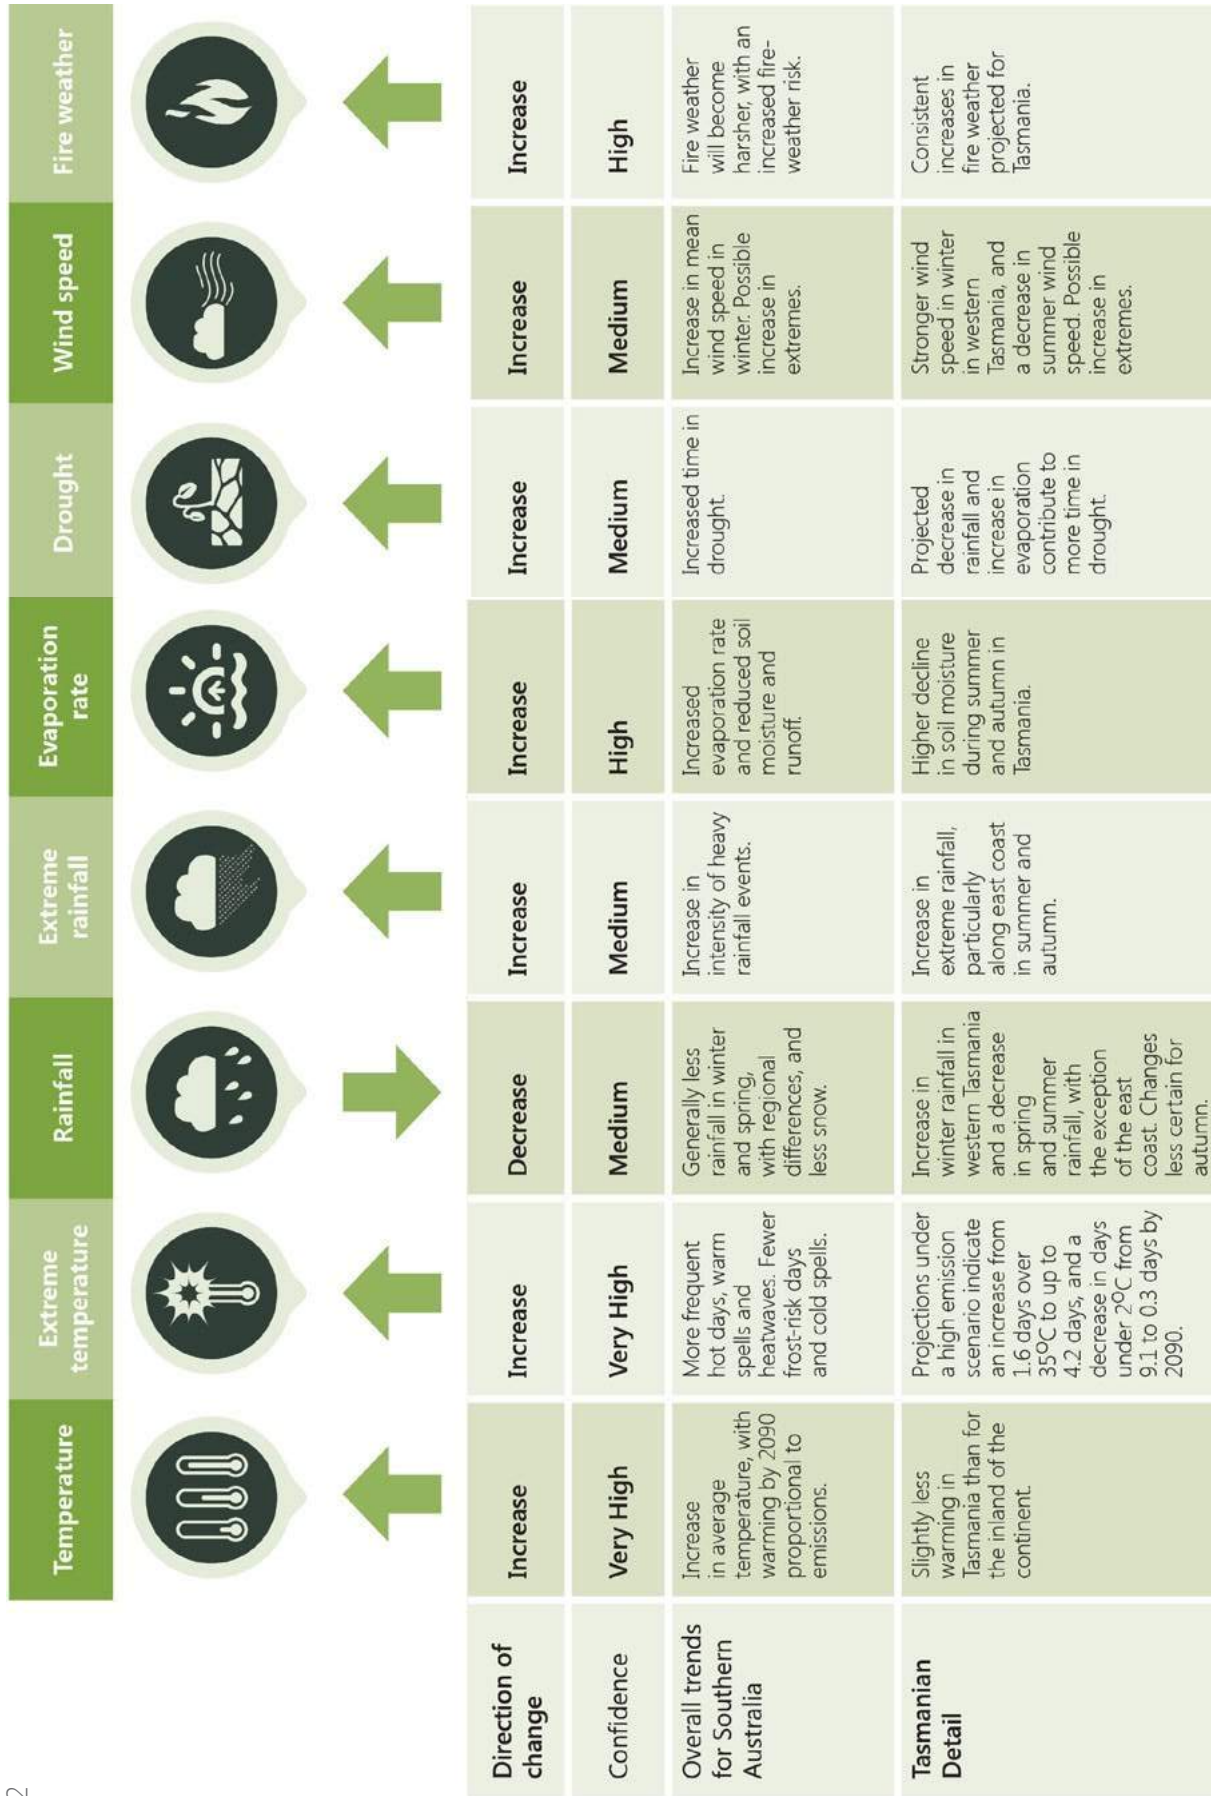 2
Temperature
Extreme
temperature
Rainfall
Extreme
rainfall
Evaporation
rate
Drought
Wind speed
Fire weather
Direction of
change
Increase
Increase
Decrease
Increase
Increase
Increase
Increase
Increase
Confidence
Very High
Very High
Medium
Medium
High
Medium
Medium
High
Overall trends
for Southern
Australia
Increase
in average
temperature, with
warming by 2090
proportional to
emissions.
More frequent
hot days, warm
spells and
heatwaves. Fewer
frost-risk days
and cold spells.
Generally less
rainfall in winter
and spring,
with regional
differences, and
less snow.
Increase in
intensity of heavy
rainfall events.
Increased
evaporation rate
and reduced soil
moisture and
runoff.
Increased time in
drought.
Increase in mean
wind speed in
winter. Possible
increase in
extremes.
Fire weather
will become
harsher, with an
increased fire-
weather risk.
Tasmanian
Detail
Slightly less
warming in
Tasmania than for
the inland of the
continent.
Projections under
a high emission
scenario indicate
an increase from
1.6 days over
35ºC to up to
4.2 days, and a
decrease in days
under 2ºC from
9.1 to 0.3 days by
2090.
Increase in
winter rainfall in
western Tasmania
and a decrease
in spring
and summer
rainfall, with
the exception
of the east
coast. Changes
less certain for
autumn.
Increase in
extreme rainfall,
particularly
along east coast
in summer and
autumn.
Higher decline
in soil moisture
during summer
and autumn in
Tasmania.
Projected
decrease in
rainfall and
increase in
evaporation
contribute to
more time in
drought.
Stronger wind
speed in winter
in western
Tasmania, and
a decrease in
summer wind
speed. Possible
increase in
extremes.
Consistent
increases in
fire weather
projected for
Tasmania.